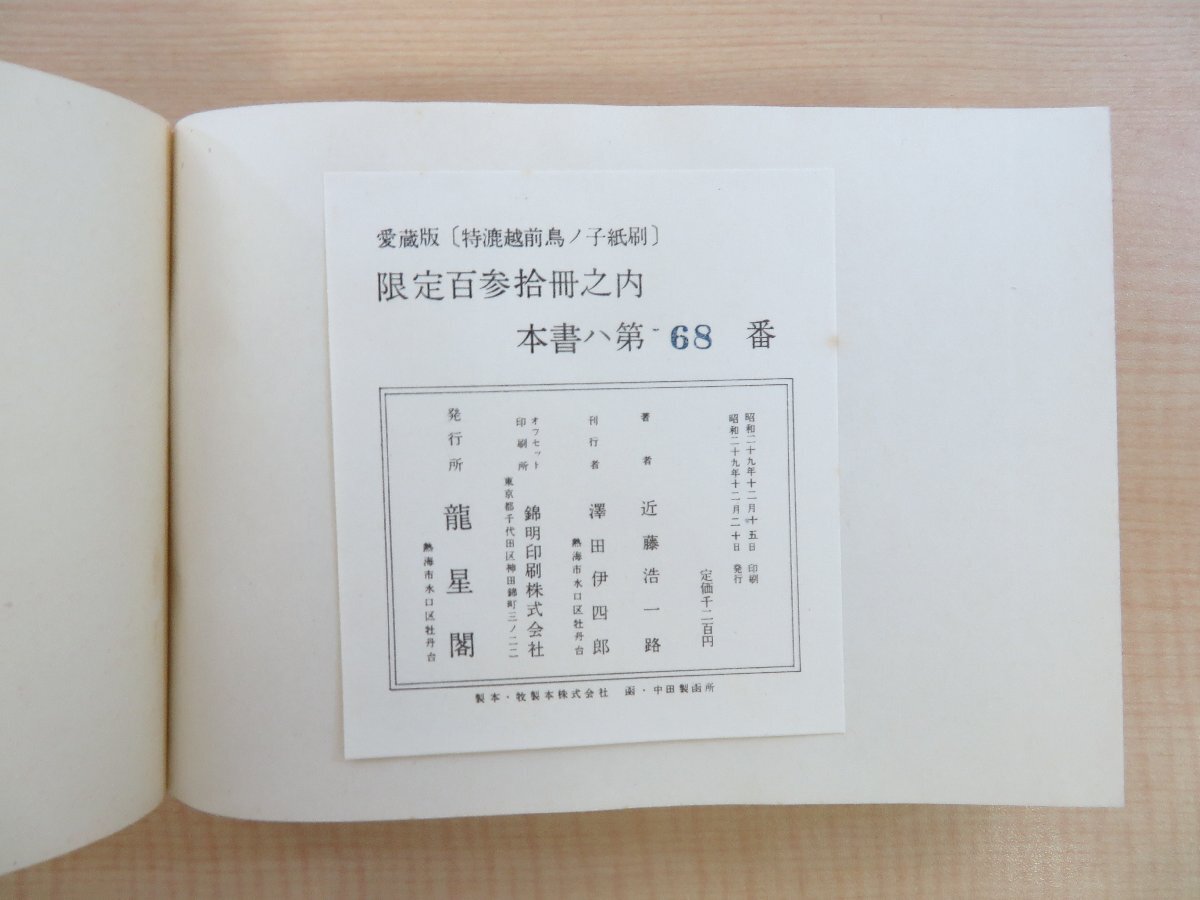 愛蔵版〔特漉越前鳥ノ子紙刷〕
限定百参拾冊之内
本書ハ第 68 番
昭和二十九年十二月十五日 印刷
昭和二十九年十二月二十日 発行
定価千二百円
著者 近藤浩一路
刊行者 澤田伊四郎
熱海市水口区牡丹台
オフセット
印刷所 錦明印刷株式会社
東京都千代田区神田錦町三ノ二二
発行所 龍星閣
熱海市水口区牡丹台
製本・牧製本株式会社 函・中田製函所